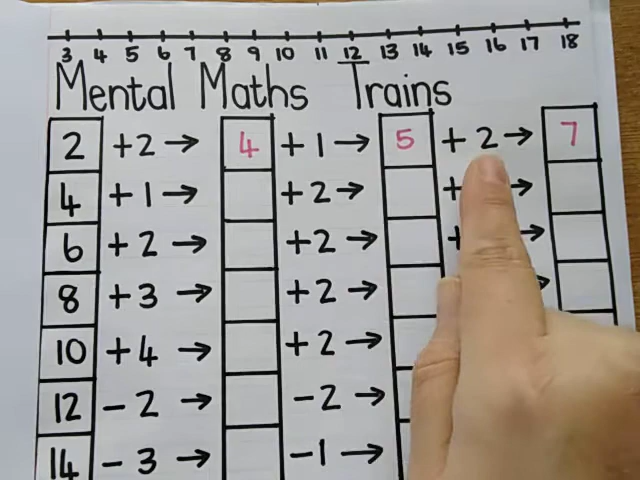 3 4 5 6 7 8 9 10 11 12 13 14 15 16 17 18
Mental Maths Trains
2 +2 → 4 +1 → 5 +2 → 7
4 +1 → +2 → + →
6 +2 → +2 → + →
8 +3 → +2 →
10 +4 → +2 →
12 -2 → -2 →
14 -3 → -1 →